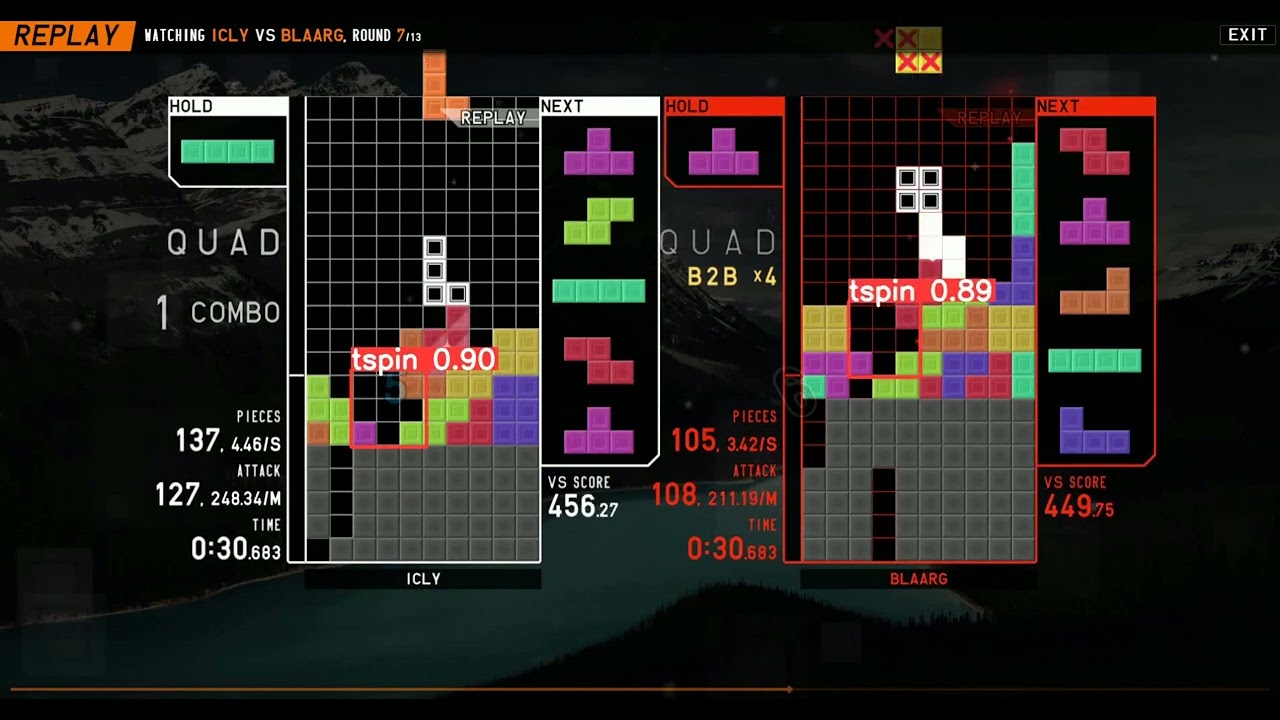 REPLAY
WATCHING ICLY VS BLAARG, ROUND 7/13
EXIT
HOLD
REPLAY
NEXT
QUAD
1 COMBO
tspin 0.90
5
PIECES
137, 4.46/S
ATTACK
127, 248.34/M
TIME
0:30.683
VS SCORE
456.27
ICLY
HOLD
REPLAY
NEXT
QUAD
B2B ×4
tspin 0.89
6
PIECES
105, 3.42/S
ATTACK
108, 211.19/M
TIME
0:30.683
VS SCORE
449.75
BLAARG